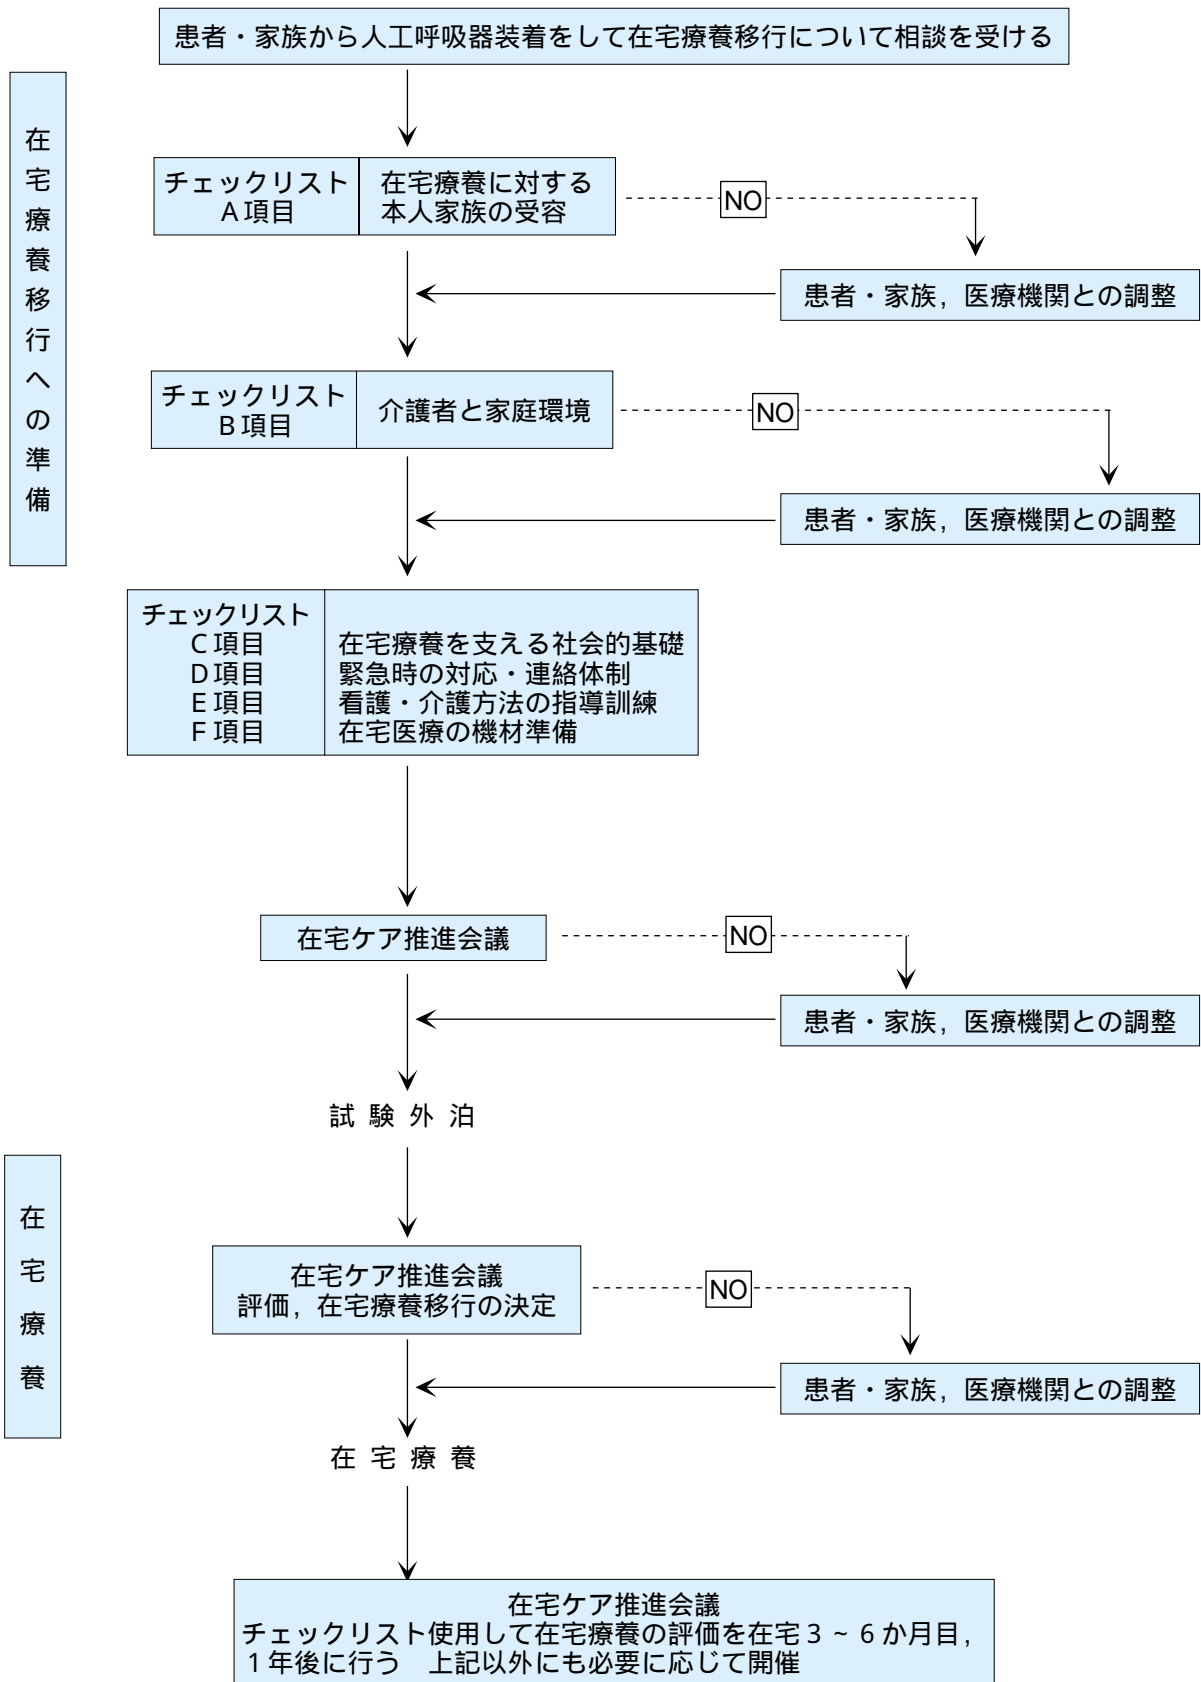 患者・家族から人工呼吸器装着をして在宅療養移行について相談を受ける
在宅療養移行への準備
チェックリスト
A項目
在宅療養に対する
本人家族の受容
NO
患者・家族，医療機関との調整
チェックリスト
B項目
介護者と家庭環境
NO
患者・家族，医療機関との調整
チェックリスト
C項目 在宅療養を支える社会的基礎
D項目 緊急時の対応・連絡体制
E項目 看護・介護方法の指導訓練
F項目 在宅医療の機材準備
在宅ケア推進会議
NO
患者・家族，医療機関との調整
試験外泊
在宅療養
在宅ケア推進会議
評価，在宅療養移行の決定
NO
患者・家族，医療機関との調整
在宅療養
在宅ケア推進会議
チェックリスト使用して在宅療養の評価を在宅3～6か月目，
1年後に行う　上記以外にも必要に応じて開催